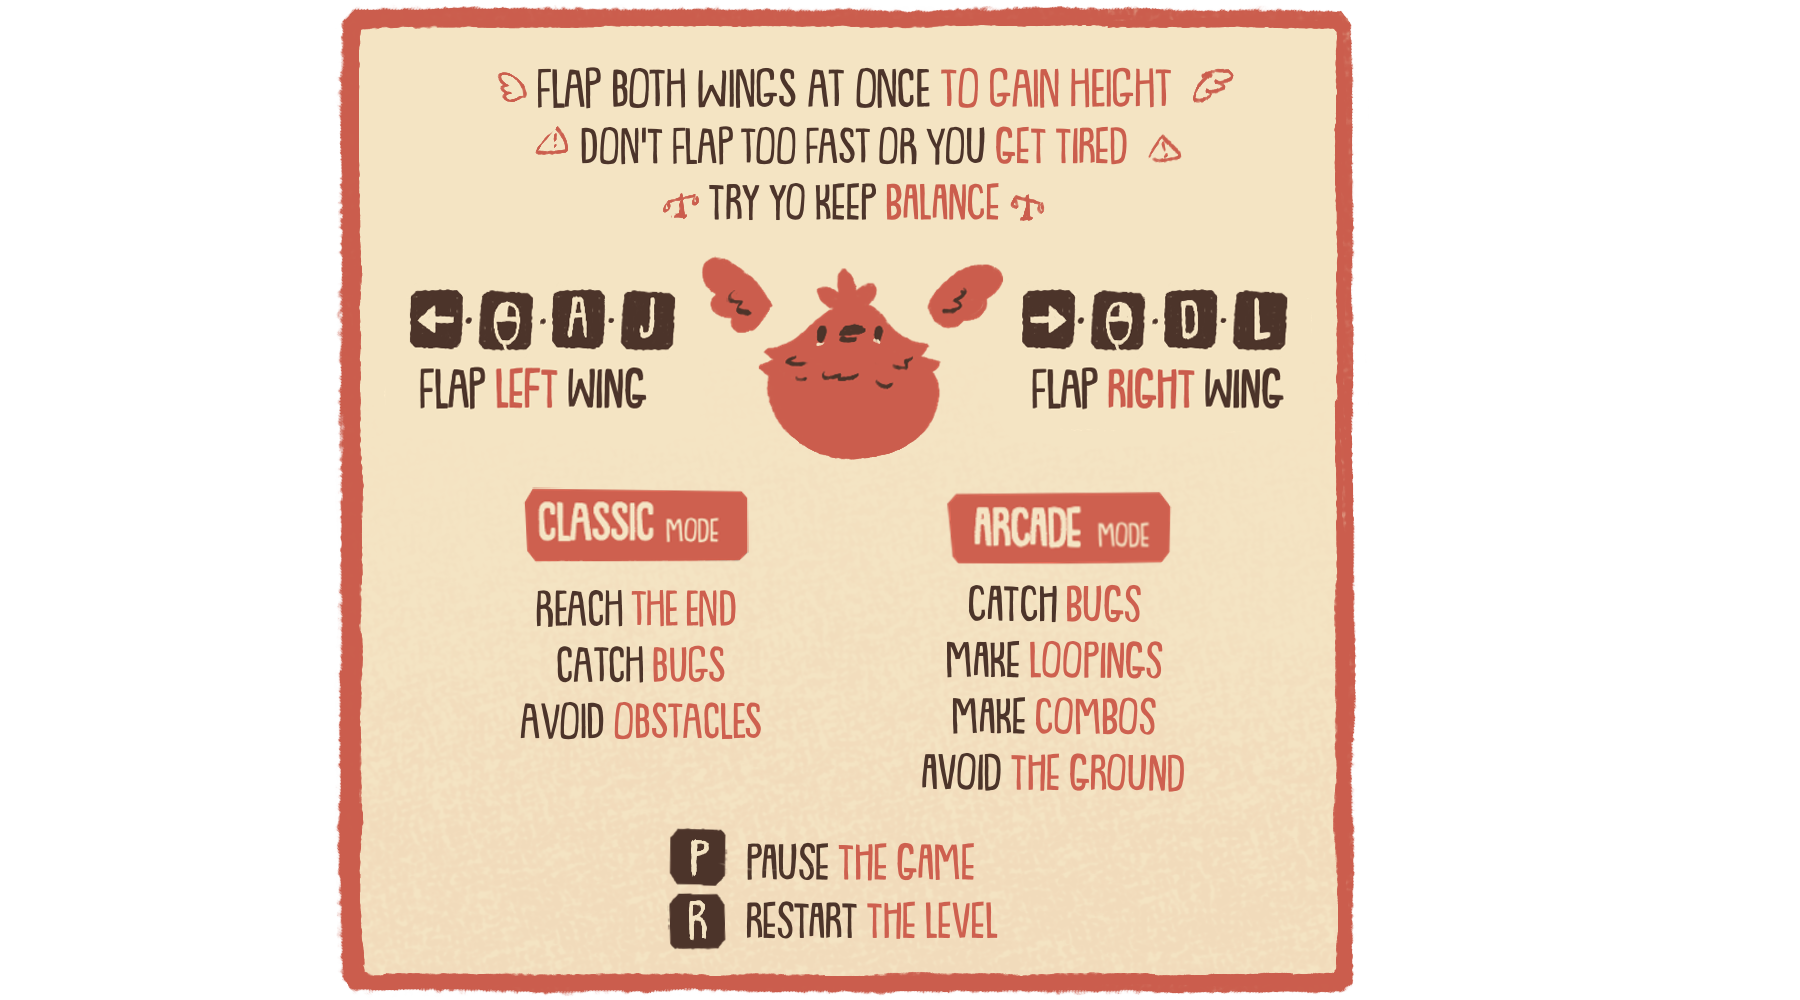 FLAP BOTH WINGS AT ONCE TO GAIN HEIGHT
DON'T FLAP TOO FAST OR YOU GET TIRED
TRY YO KEEP BALANCE
A J
FLAP LEFT WING
D L
FLAP RIGHT WING
CLASSIC MODE
REACH THE END
CATCH BUGS
AVOID OBSTACLES
ARCADE MODE
CATCH BUGS
MAKE LOOPINGS
MAKE COMBOS
AVOID THE GROUND
P PAUSE THE GAME
R RESTART THE LEVEL